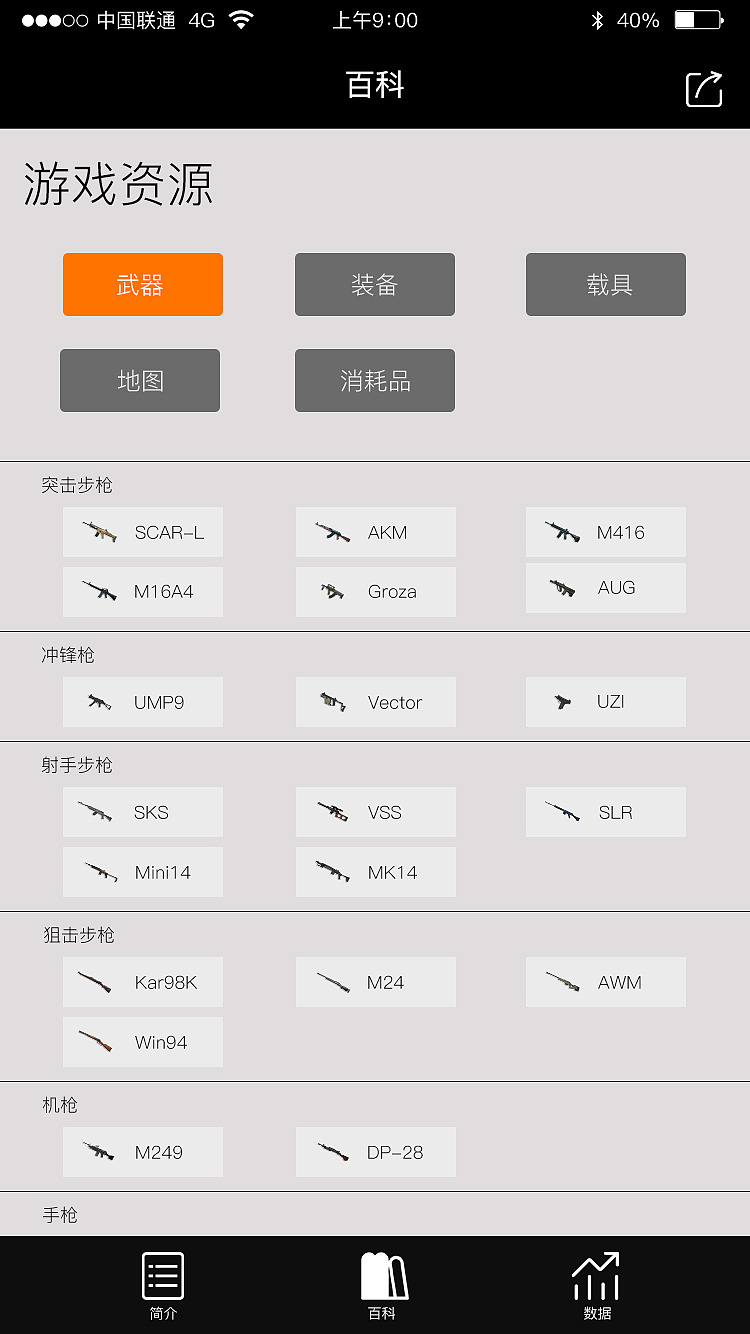 中国联通 4G 上午9:00 40%
百科
游戏资源
武器 装备 载具
地图 消耗品
突击步枪
SCAR-L AKM M416
M16A4 Groza AUG
冲锋枪
UMP9 Vector UZI
射手步枪
SKS VSS SLR
Mini14 MK14
狙击步枪
Kar98K M24 AWM
Win94
机枪
M249 DP-28
手枪
简介 百科 数据